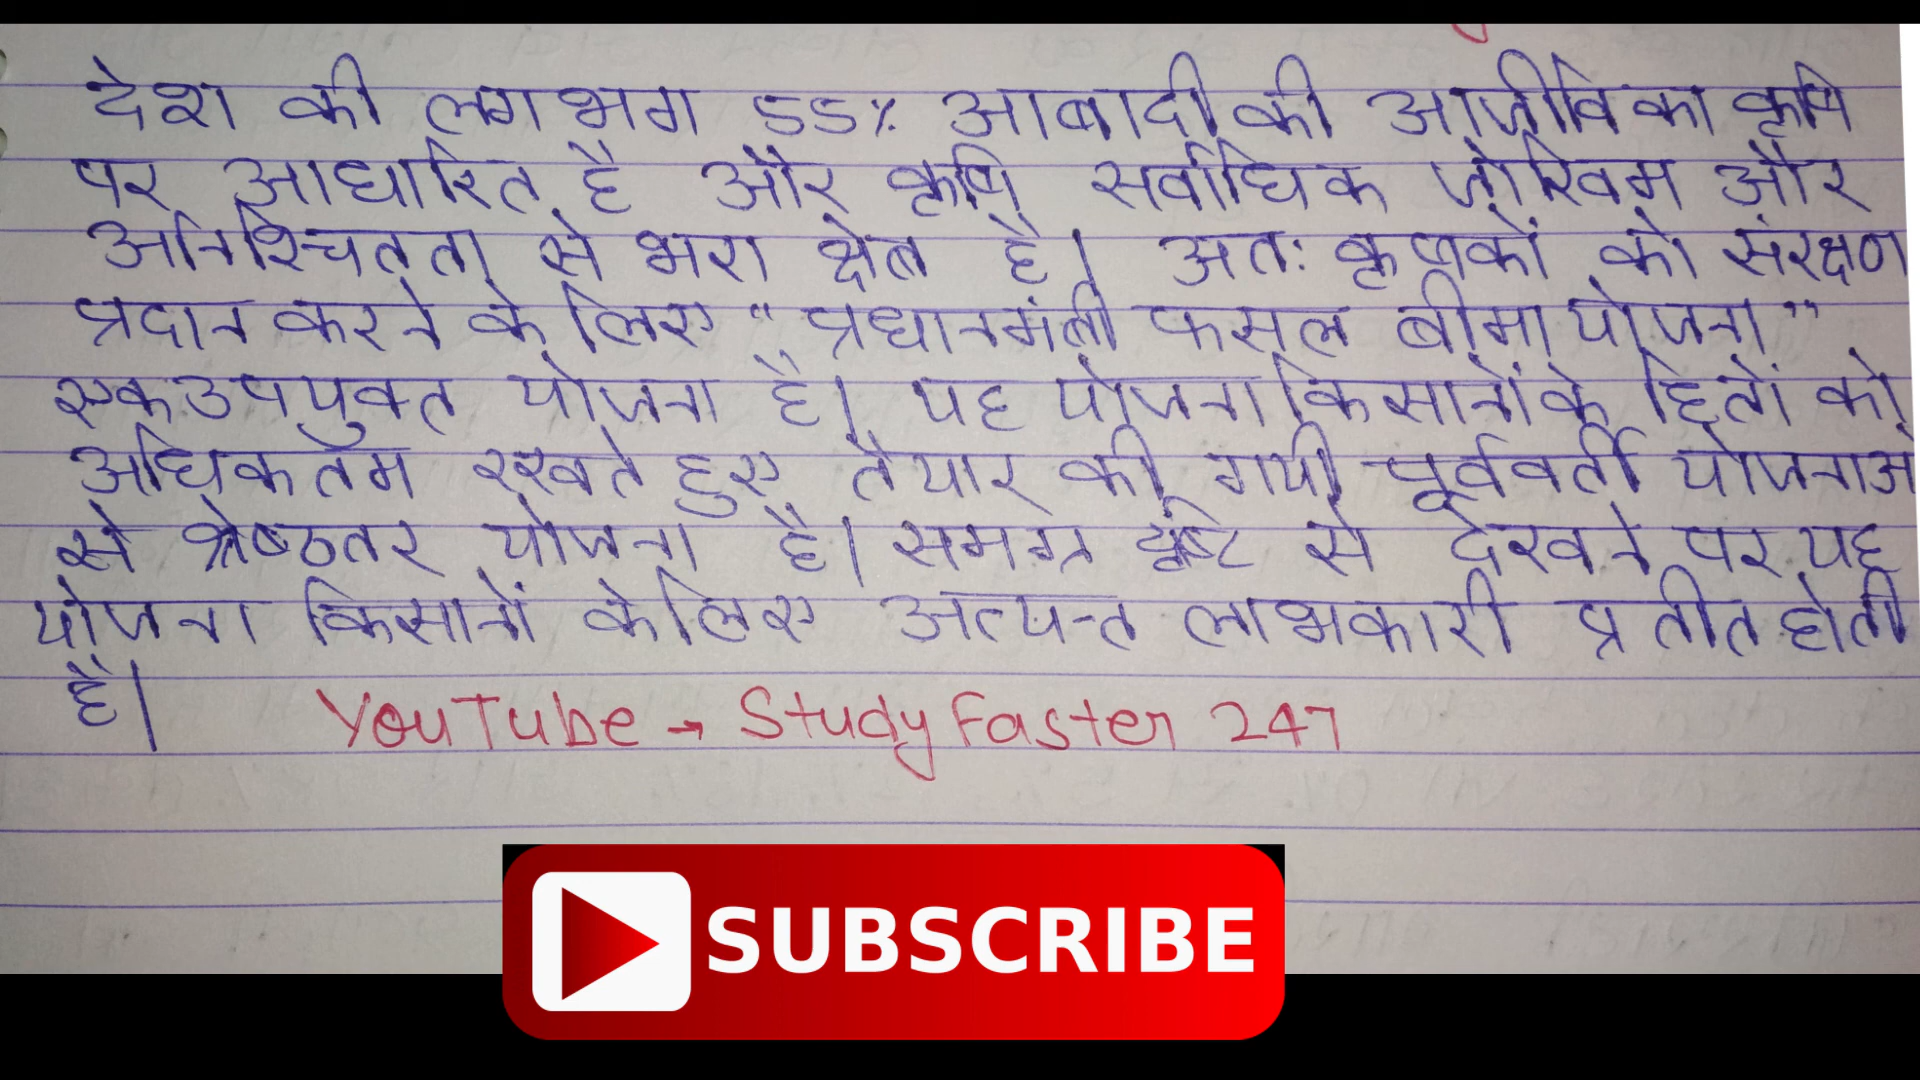 देश की लगभग 55% आबादी की आजीविका कृषि
पर आधारित है और कृषि सर्वाधिक जोखिम और
अनिश्चितता से भरा क्षेत्र है। अतः कृषकों को संरक्षण
प्रदान करने के लिए "प्रधानमंत्री फसल बीमा योजना"
एक उपयुक्त योजना है। यह योजना किसानों के हितों को
अधिकतम रखते हुए तैयार की गयी पूर्ववर्ती योजनाओ
से श्रेष्ठतर योजना है। समग्र दृष्टि से देखने पर यह
योजना किसानों के लिए अत्यन्त लाभकारी प्रतीत होती
है।
YouTube → Study Faster 247
SUBSCRIBE